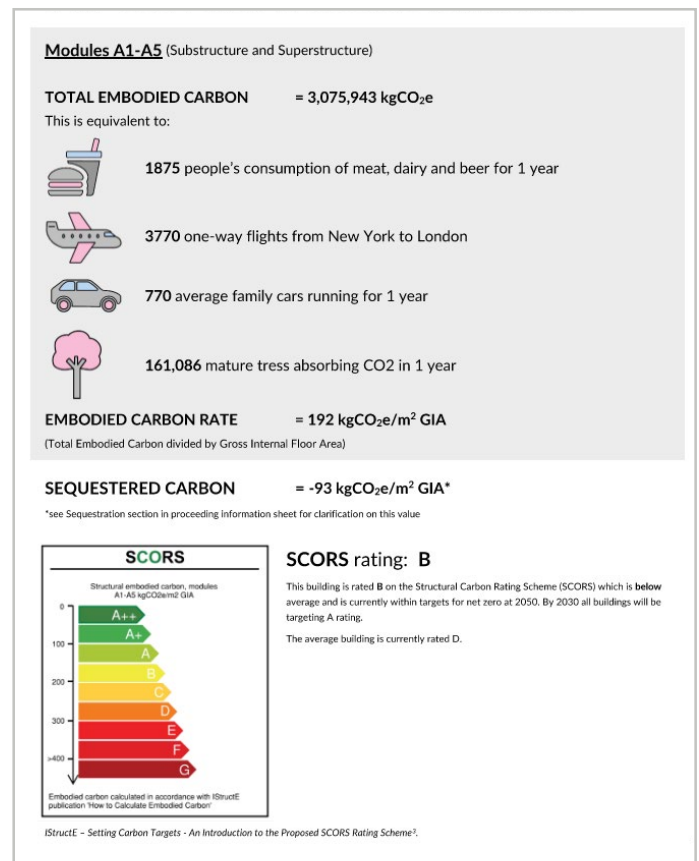 Modules A1-A5 (Substructure and Superstructure)
TOTAL EMBODIED CARBON = 3,075,943 kgCO₂e
This is equivalent to:
1875 people's consumption of meat, dairy and beer for 1 year
3770 one-way flights from New York to London
770 average family cars running for 1 year
161,086 mature tress absorbing CO2 in 1 year
EMBODIED CARBON RATE = 192 kgCO₂e/m² GIA
(Total Embodied Carbon divided by Gross Internal Floor Area)
SEQUESTERED CARBON = -93 kgCO₂e/m² GIA*
*see Sequestration section in proceeding information sheet for clarification on this value
SCORS
Structural embodied carbon, modules
A1-A5 kgCO2e/m2 GIA
0
A++
A+
100
A
B
200
C
D
300
E
F
>400
G
Embodied carbon calculated in accordance with IStructE
publication 'How to Calculate Embodied Carbon'
SCORS rating: B
This building is rated B on the Structural Carbon Rating Scheme (SCORS) which is below
average and is currently within targets for net zero at 2050. By 2030 all buildings will be
targeting A rating.
The average building is currently rated D.
IStructE – Setting Carbon Targets - An Introduction to the Proposed SCORS Rating Scheme³.